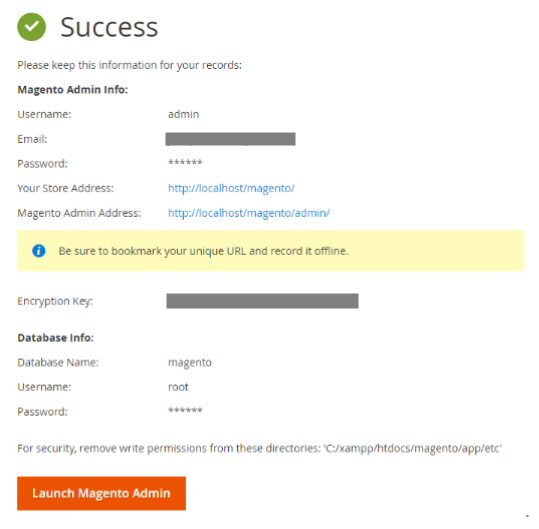 Success
Please keep this information for your records:
Magento Admin Info:
Username: admin
Email:
Password: ******
Your Store Address: http://localhost/magento/
Magento Admin Address: http://localhost/magento/admin/
Be sure to bookmark your unique URL and record it offline.
Encryption Key:
Database Info:
Database Name: magento
Username: root
Password: ******
For security, remove write permissions from these directories: 'C:/xampp/htdocs/magento/app/etc'
Launch Magento Admin